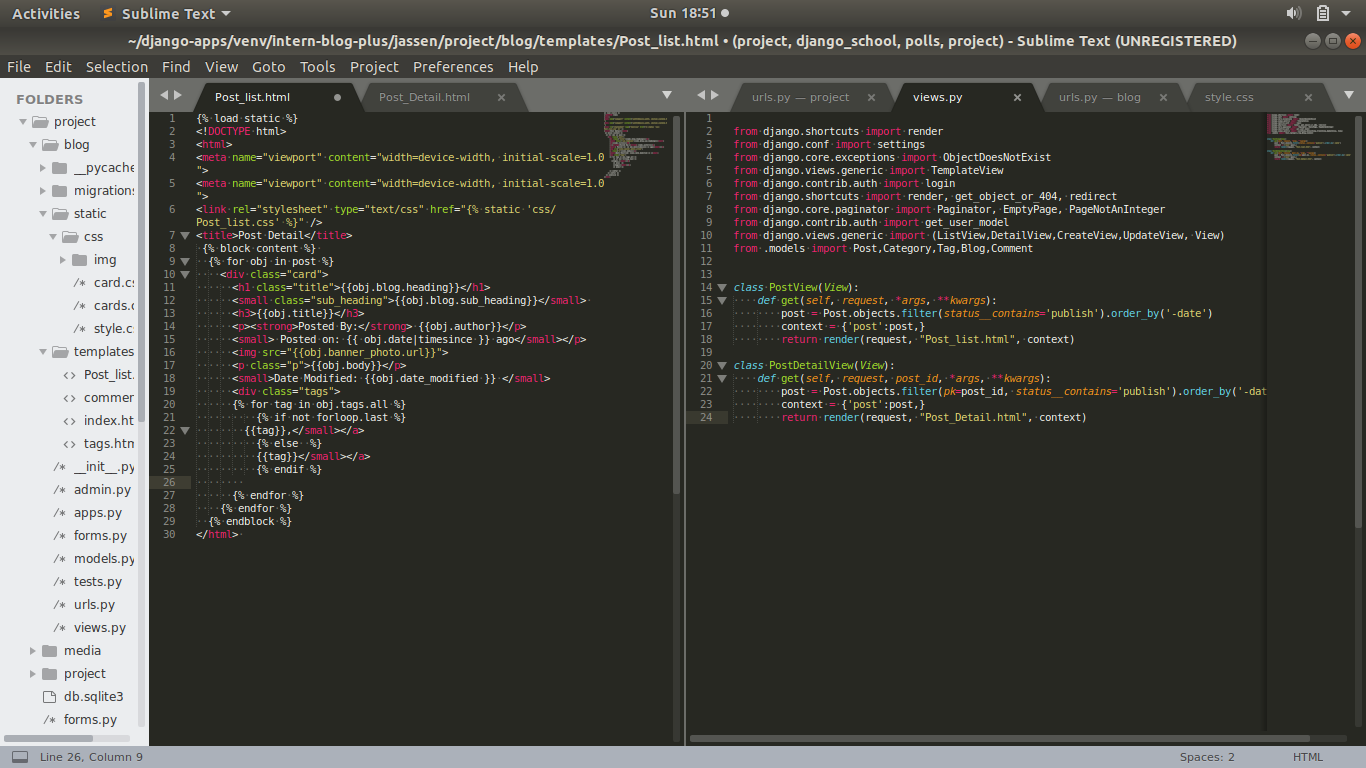 Activities Sublime Text Sun 18:51
~/django-apps/venv/intern-blog-plus/jassen/project/blog/templates/Post_list.html • (project, django_school, polls, project) - Sublime Text (UNREGISTERED)
File Edit Selection Find View Goto Tools Project Preferences Help
FOLDERS
project
blog
__pycache
migrations
static
css
img
card.cs
cards.c
style.cs
templates
Post_list.
commer
index.ht
tags.htm
__init__.py
admin.py
apps.py
forms.py
models.py
tests.py
urls.py
views.py
media
project
db.sqlite3
forms.py
Post_list.html Post_Detail.html
1 {% load static %}
2 <!DOCTYPE html>
3 <html>
4 <meta name="viewport" content="width=device-width, initial-scale=1.0
">
5 <meta name="viewport" content="width=device-width, initial-scale=1.0
">
6 <link rel="stylesheet" type="text/css" href="{% static 'css/
Post_list.css' %}" />
7 <title>Post Detail</title>
8 {% block content %}
9 {% for obj in post %}
10 <div class="card">
11 <h1 class="title">{{obj.blog.heading}}</h1>
12 <small class="sub_heading">{{obj.blog.sub_heading}}</small>
13 <h3>{{obj.title}}</h3>
14 <p><strong>Posted By:</strong> {{obj.author}}</p>
15 <small> Posted on: {{ obj.date|timesince }} ago</small></p>
16 <img src="{{obj.banner_photo.url}}">
17 <p class="p">{{obj.body}}</p>
18 <small>Date Modified: {{obj.date_modified }} </small>
19 <div class="tags">
20 {% for tag in obj.tags.all %}
21 {% if not forloop.last %}
22 {{tag}},</small></a>
23 {% else %}
24 {{tag}}</small></a>
25 {% endif %}
26
27 {% endfor %}
28 {% endfor %}
29 {% endblock %}
30 </html>
urls.py — project views.py urls.py — blog style.css
1
2 from django.shortcuts import render
3 from django.conf import settings
4 from django.core.exceptions import ObjectDoesNotExist
5 from django.views.generic import TemplateView
6 from django.contrib.auth import login
7 from django.shortcuts import render, get_object_or_404, redirect
8 from django.core.paginator import Paginator, EmptyPage, PageNotAnInteger
9 from django.contrib.auth import get_user_model
10 from django.views.generic import (ListView,DetailView,CreateView,UpdateView, View)
11 from .models import Post,Category,Tag,Blog,Comment
12
13
14 class PostView(View):
15 def get(self, request, *args, **kwargs):
16 post = Post.objects.filter(status__contains='publish').order_by('-date')
17 context = {'post':post,}
18 return render(request, "Post_list.html", context)
19
20 class PostDetailView(View):
21 def get(self, request, post_id, *args, **kwargs):
22 post = Post.objects.filter(pk=post_id, status__contains='publish').order_by('-dat
23 context = {'post':post,}
24 return render(request, "Post_Detail.html", context)
Line 26, Column 9 Spaces: 2 HTML